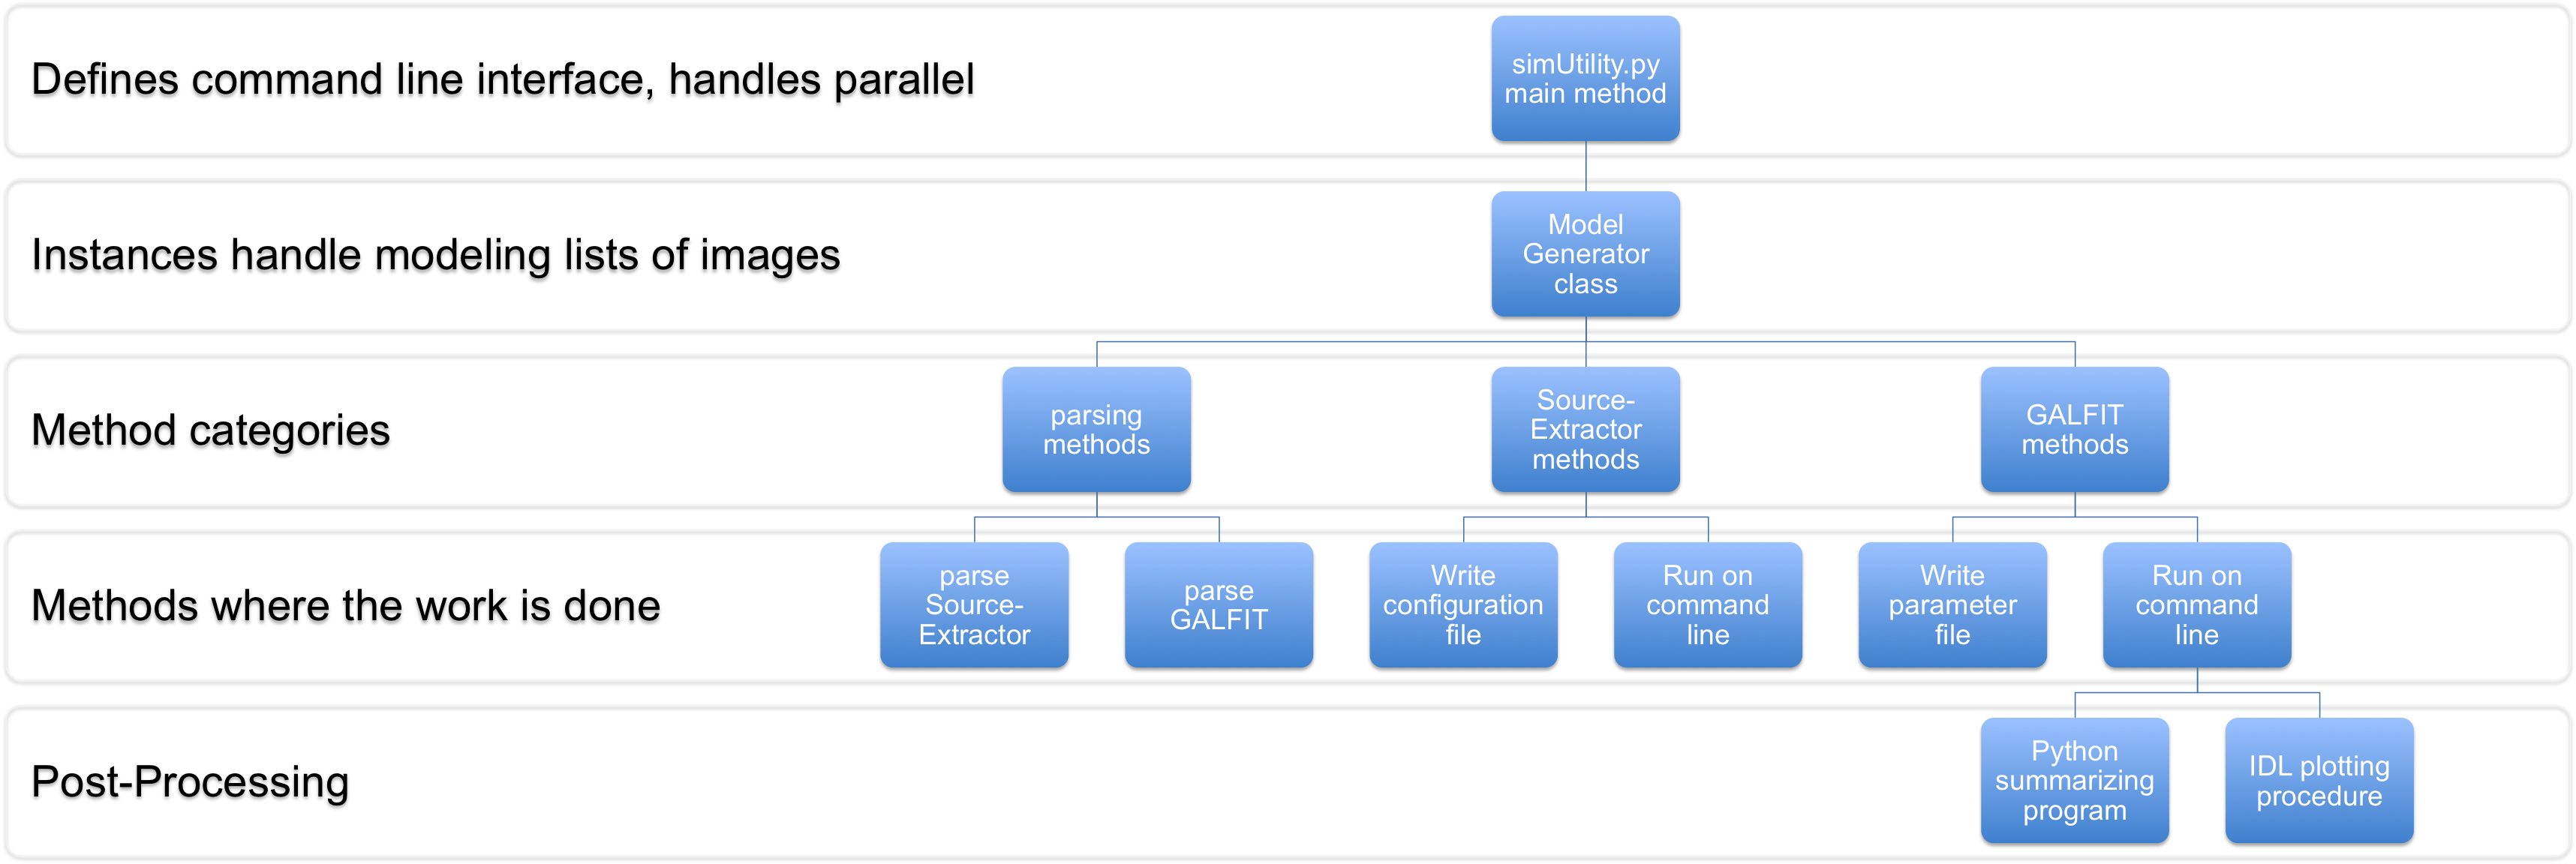 Defines command line interface, handles parallel
simUtility.py
main method
Instances handle modeling lists of images
Model
Generator
class
Method categories
parsing
methods
Source-
Extractor
methods
GALFIT
methods
Methods where the work is done
parse
Source-
Extractor
parse
GALFIT
Write
configuration
file
Run on
command
line
Write
parameter
file
Run on
command
line
Post-Processing
Python
summarizing
program
IDL plotting
procedure